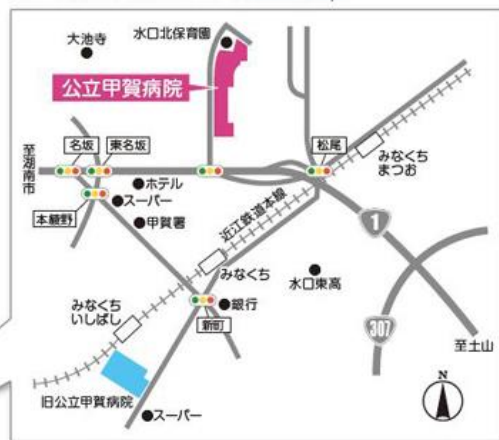 大池寺
水口北保育園
公立甲賀病院
名坂
東名坂
松尾
みなくち
まつお
至湖南市
ホテル
スーパー
本綾野
甲賀署
近江鉄道本線
1
みなくち
水口東高
銀行
新町
307
みなくち
いしばし
至土山
N
旧公立甲賀病院
スーパー